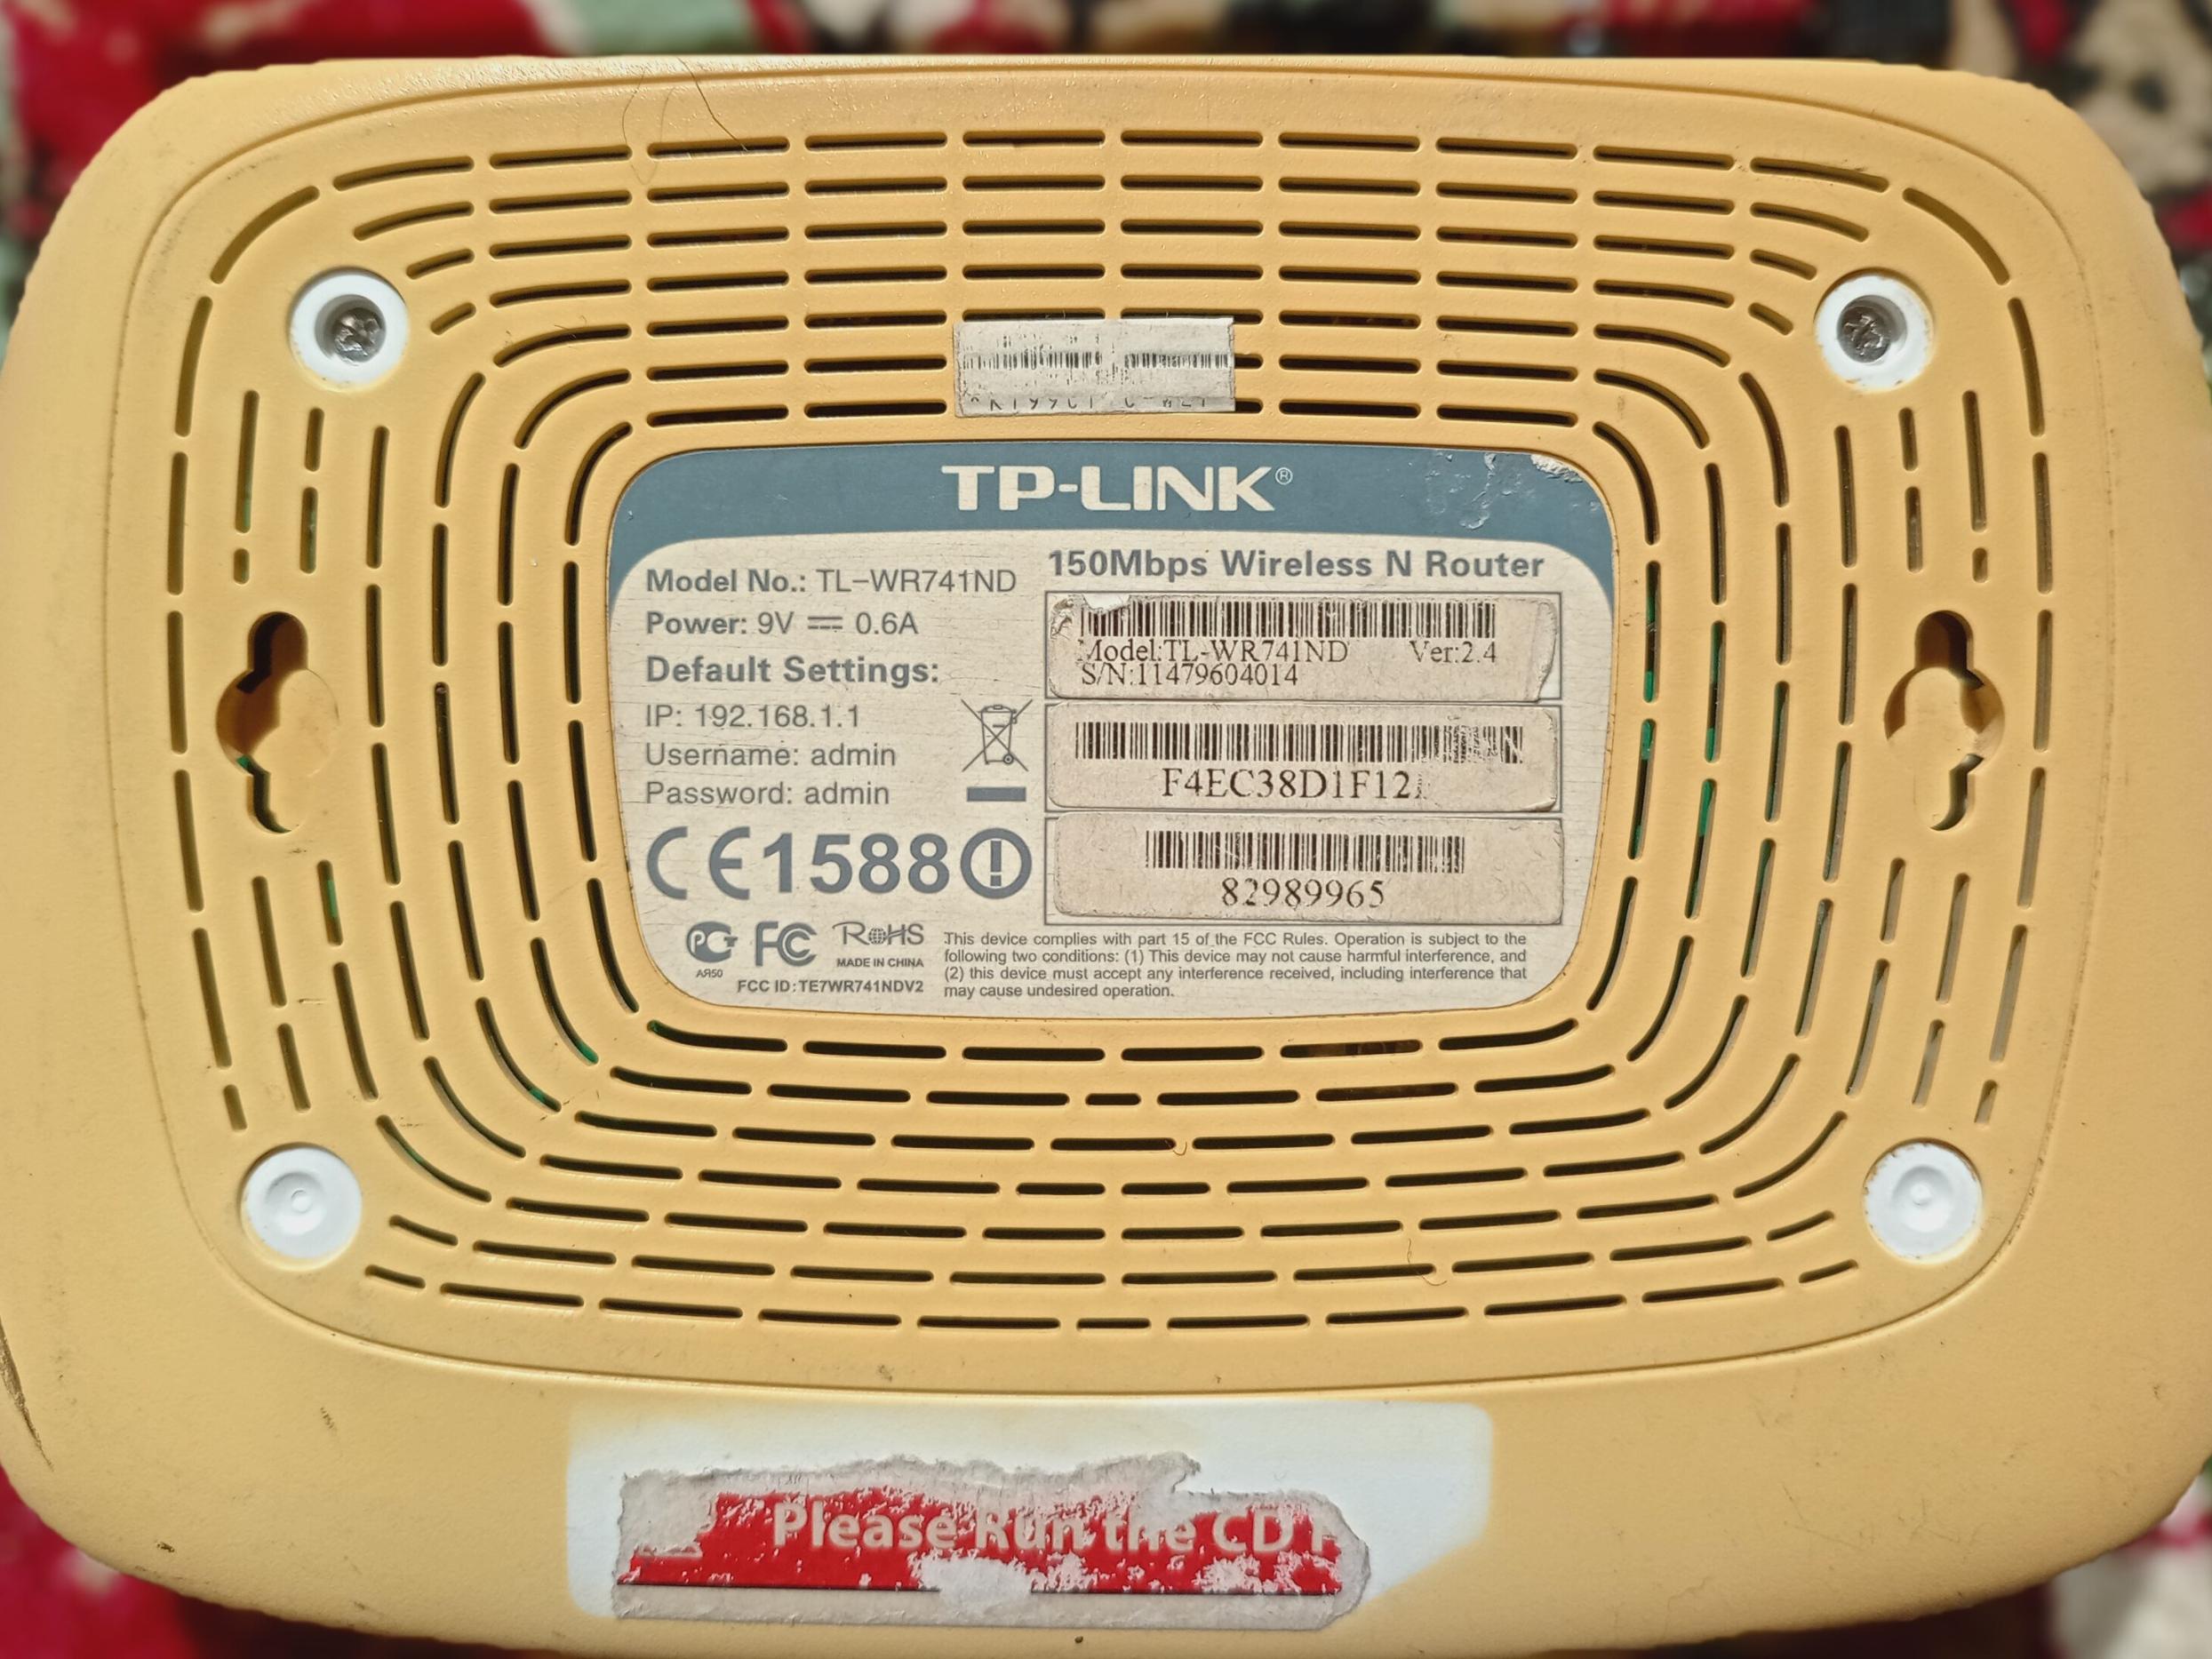 TP-LINK®
150Mbps Wireless N Router
Model No.: TL-WR741ND
Power: 9V ⎓ 0.6A
Default Settings:
IP: 192.168.1.1
Username: admin
Password: admin
CE1588
Model:TL-WR741ND Ver:2.4
S/N:11479604014
F4EC38D1F12
82989965
РСТ
АЯ50
FC
RoHS
MADE IN CHINA
FCC ID:TE7WR741NDV2
This device complies with part 15 of the FCC Rules. Operation is subject to the
following two conditions: (1) This device may not cause harmful interference, and
(2) this device must accept any interference received, including interference that
may cause undesired operation.
Please Run the CD